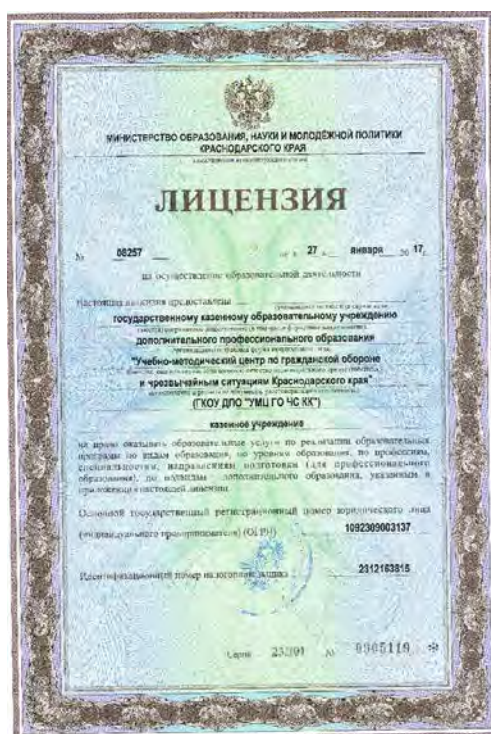 МИНИСТЕРСТВО ОБРАЗОВАНИЯ, НАУКИ И МОЛОДЁЖНОЙ ПОЛИТИКИ
КРАСНОДАРСКОГО КРАЯ
ЛИЦЕНЗИЯ
№ 08257 от « 27 » января 20 17 г.
на осуществление образовательной деятельности
Настоящая лицензия предоставлена
государственному казенному образовательному учреждению
дополнительного профессионального образования
"Учебно-методический центр по гражданской обороне
и чрезвычайным ситуациям Краснодарского края"
(ГКОУ ДПО "УМЦ ГО ЧС КК")
казенное учреждение
на право оказывать образовательные услуги по реализации образовательных
программ по видам образования, по уровням образования, по профессиям,
специальностям, направлениям подготовки (для профессионального
образования), по подвидам дополнительного образования, указанным в
приложении к настоящей лицензии.
Основной государственный регистрационный номер юридического лица
(индивидуального предпринимателя) (ОГРН) 1092309003137
Идентификационный номер налогоплательщика 2312163815
Серия 23Л01 № 0005110